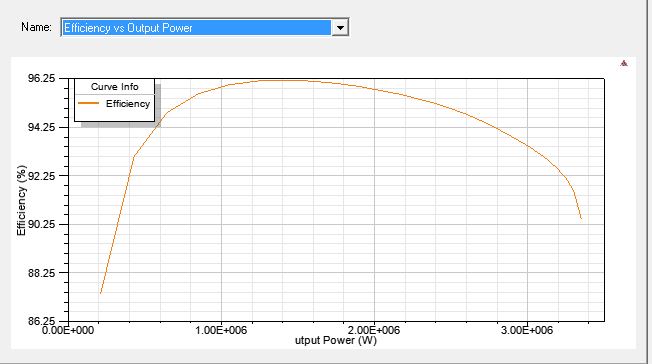 Name: Efficiency vs Output Power
Curve Info
Efficiency
96.25
94.25
92.25
90.25
88.25
86.25
Efficiency (%)
0.00E+000 1.00E+006 2.00E+006 3.00E+006
utput Power (W)